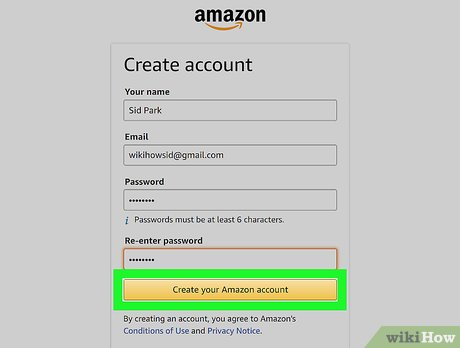 amazon
Create account
Your name
Sid Park
Email
wikihowsid@gmail.com
Password
••••••••
i Passwords must be at least 6 characters.
Re-enter password
••••••••
Create your Amazon account
By creating an account, you agree to Amazon's
Conditions of Use and Privacy Notice.
wikiHow